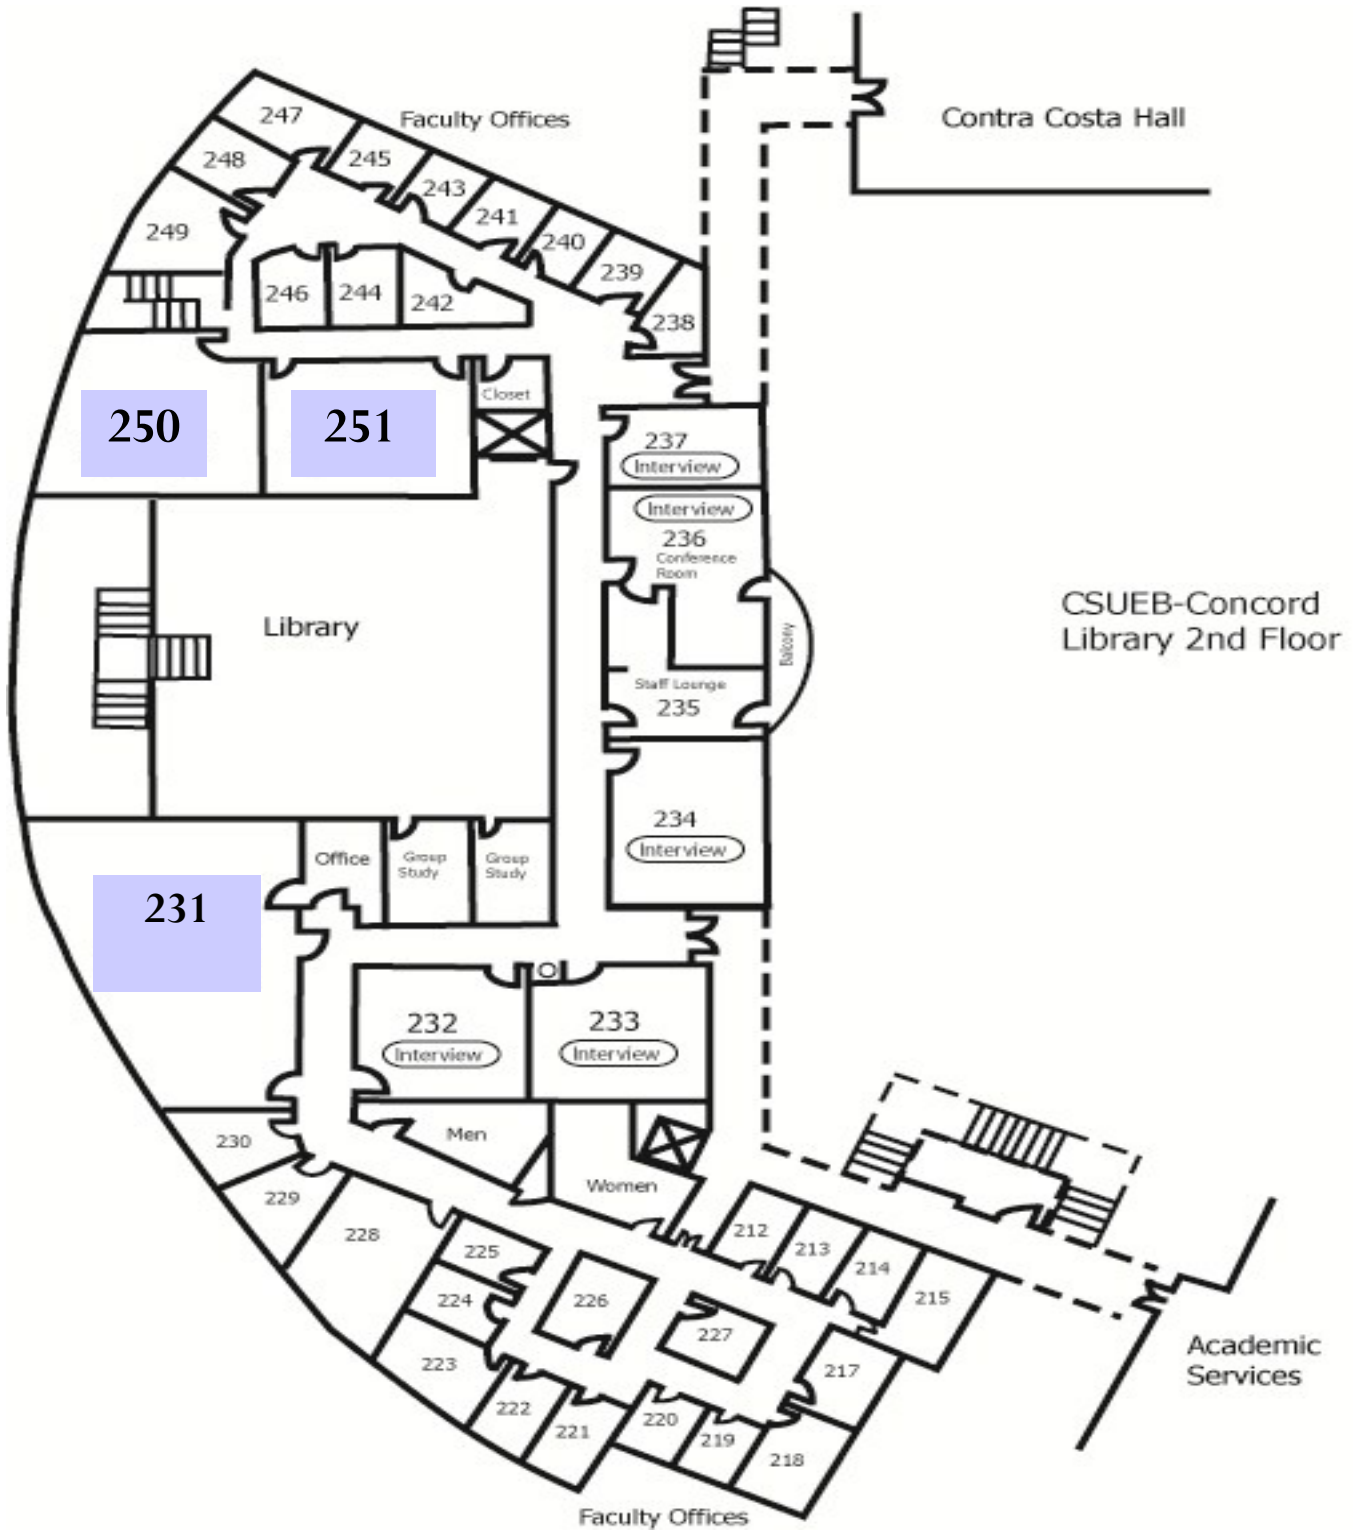 Contra Costa Hall
Faculty Offices
247
248
245
243
249
241
240
239
246
244
242
238
250
251
Closet
237
Interview
Interview
236
Conference
Room
Library
CSUEB-Concord
Library 2nd Floor
Balcony
Staff Lounge
235
234
Interview
Office
Group
Study
Group
Study
231
232
Interview
233
Interview
Men
230
Women
229
228
212
213
214
215
225
224
226
227
223
217
222
221
220
219
218
Academic
Services
Faculty Offices